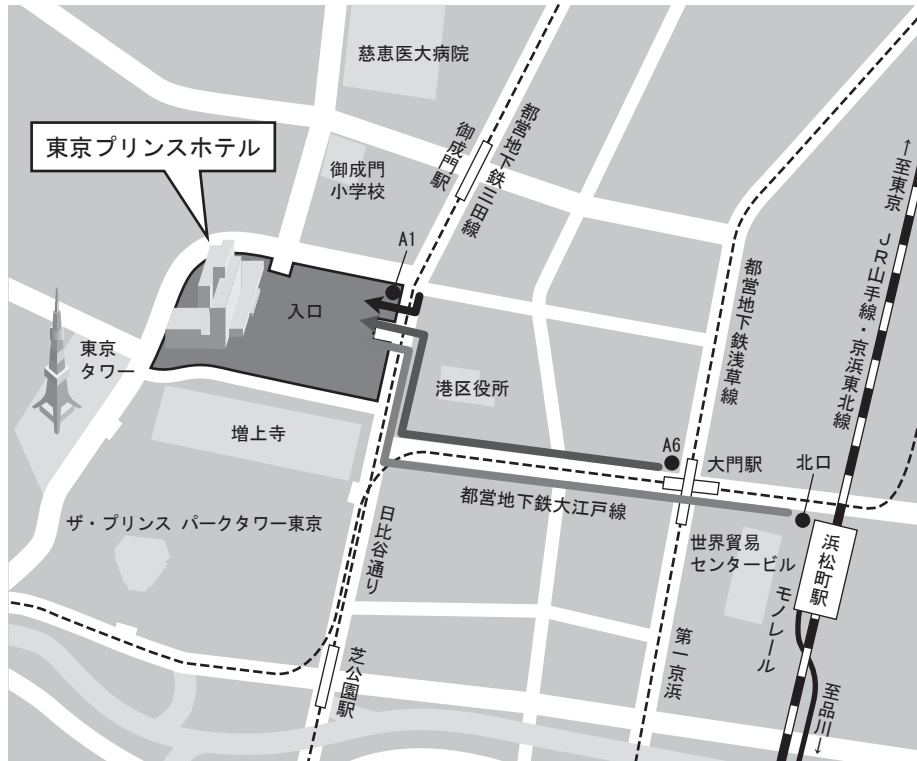 慈恵医大病院
東京プリンスホテル
御成門
小学校
御成門駅
都営地下鉄三田線
↑至東京
JR山手線・京浜東北線
都営地下鉄浅草線
A1
入口
東京
タワー
港区役所
増上寺
A6
大門駅
北口
都営地下鉄大江戸線
ザ・プリンス パークタワー東京
日比谷通り
世界貿易
センタービル
浜松町駅
モノレール
第一京浜
芝公園駅
至品川↓